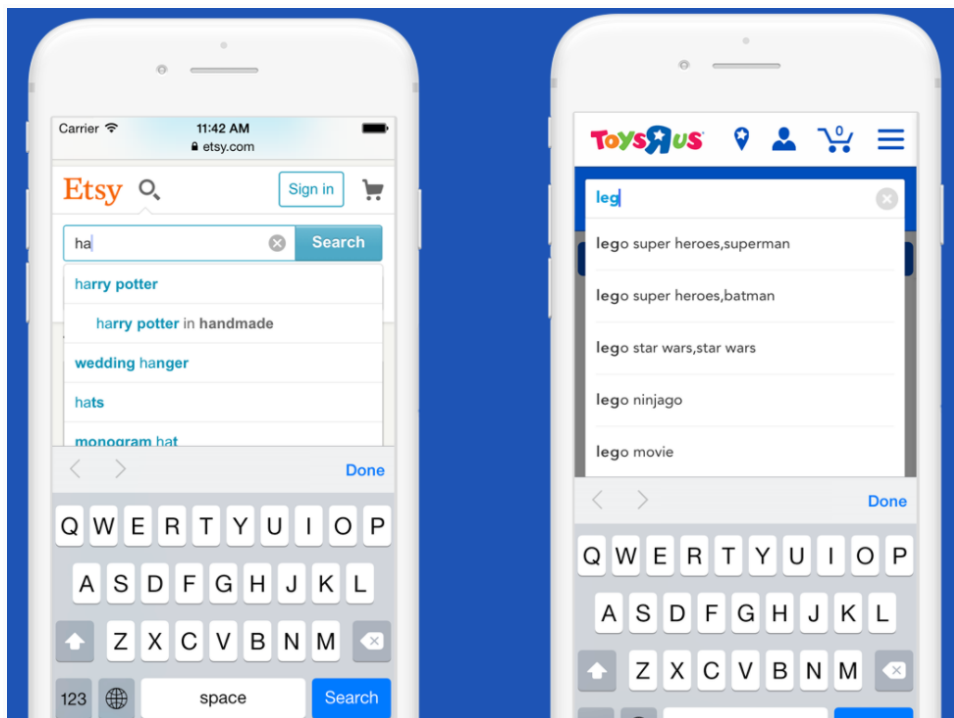 Carrier
11:42 AM
etsy.com
Etsy
Sign in
ha
Search
harry potter
harry potter in handmade
wedding hanger
hats
monogram hat
Done
Q W E R T Y U I O P
A S D F G H J K L
Z X C V B N M
123
space
Search
ToysRus
0
leg
lego super heroes,superman
lego super heroes,batman
lego star wars,star wars
lego ninjago
lego movie
Done
Q W E R T Y U I O P
A S D F G H J K L
Z X C V B N M